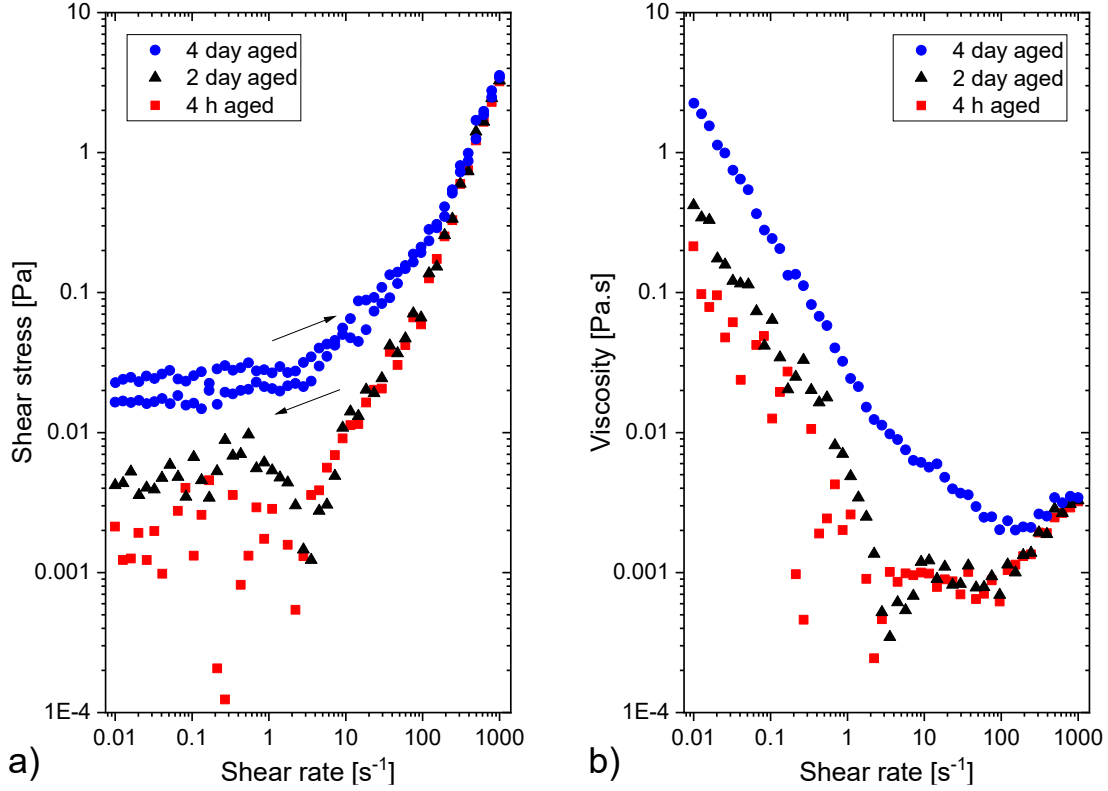 10
1
0.1
0.01
0.001
1E-4
Shear stress [Pa]
4 day aged
2 day aged
4 h aged
0.01
0.1
1
10
100
1000
Shear rate [s⁻¹]
a)
10
1
0.1
0.01
0.001
1E-4
Viscosity [Pa.s]
4 day aged
2 day aged
4 h aged
0.01
0.1
1
10
100
1000
Shear rate [s⁻¹]
b)